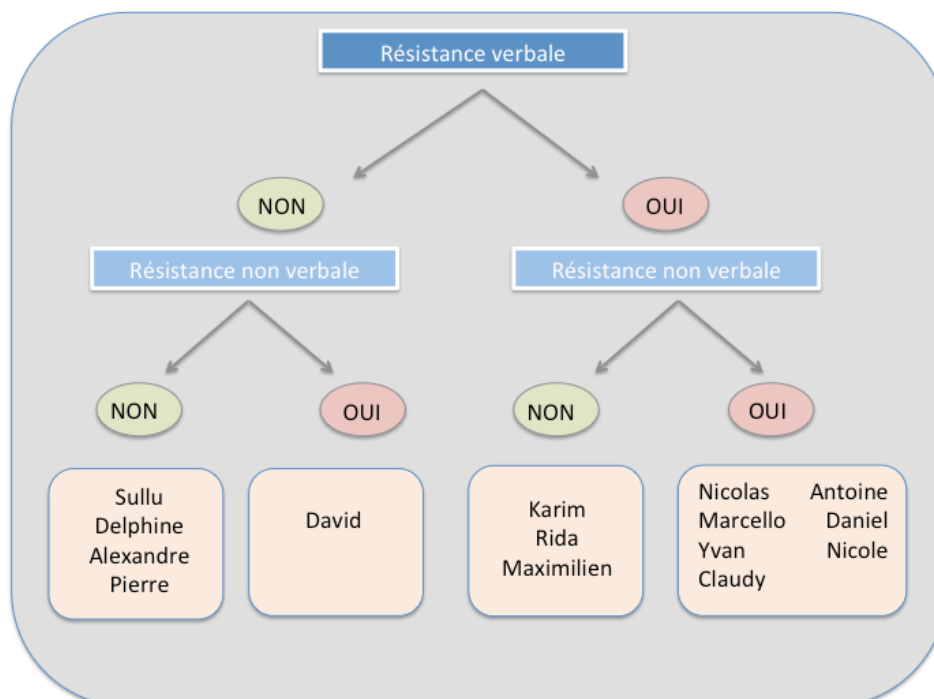 Résistance verbale
NON
OUI
Résistance non verbale
Résistance non verbale
NON
OUI
NON
OUI
Sullu
Delphine
Alexandre
Pierre
David
Karim
Rida
Maximilien
Nicolas Antoine
Marcello Daniel
Yvan Nicole
Claudy